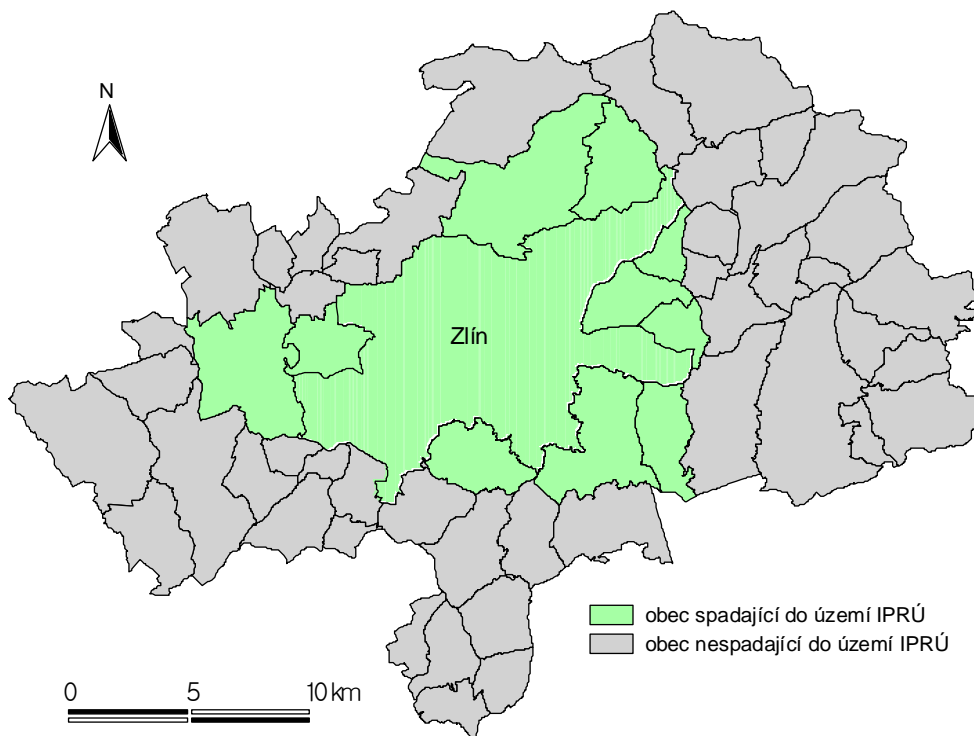 N
Zlín
obec spadající do území IPRÚ
obec nespadající do území IPRÚ
0 5 10 km